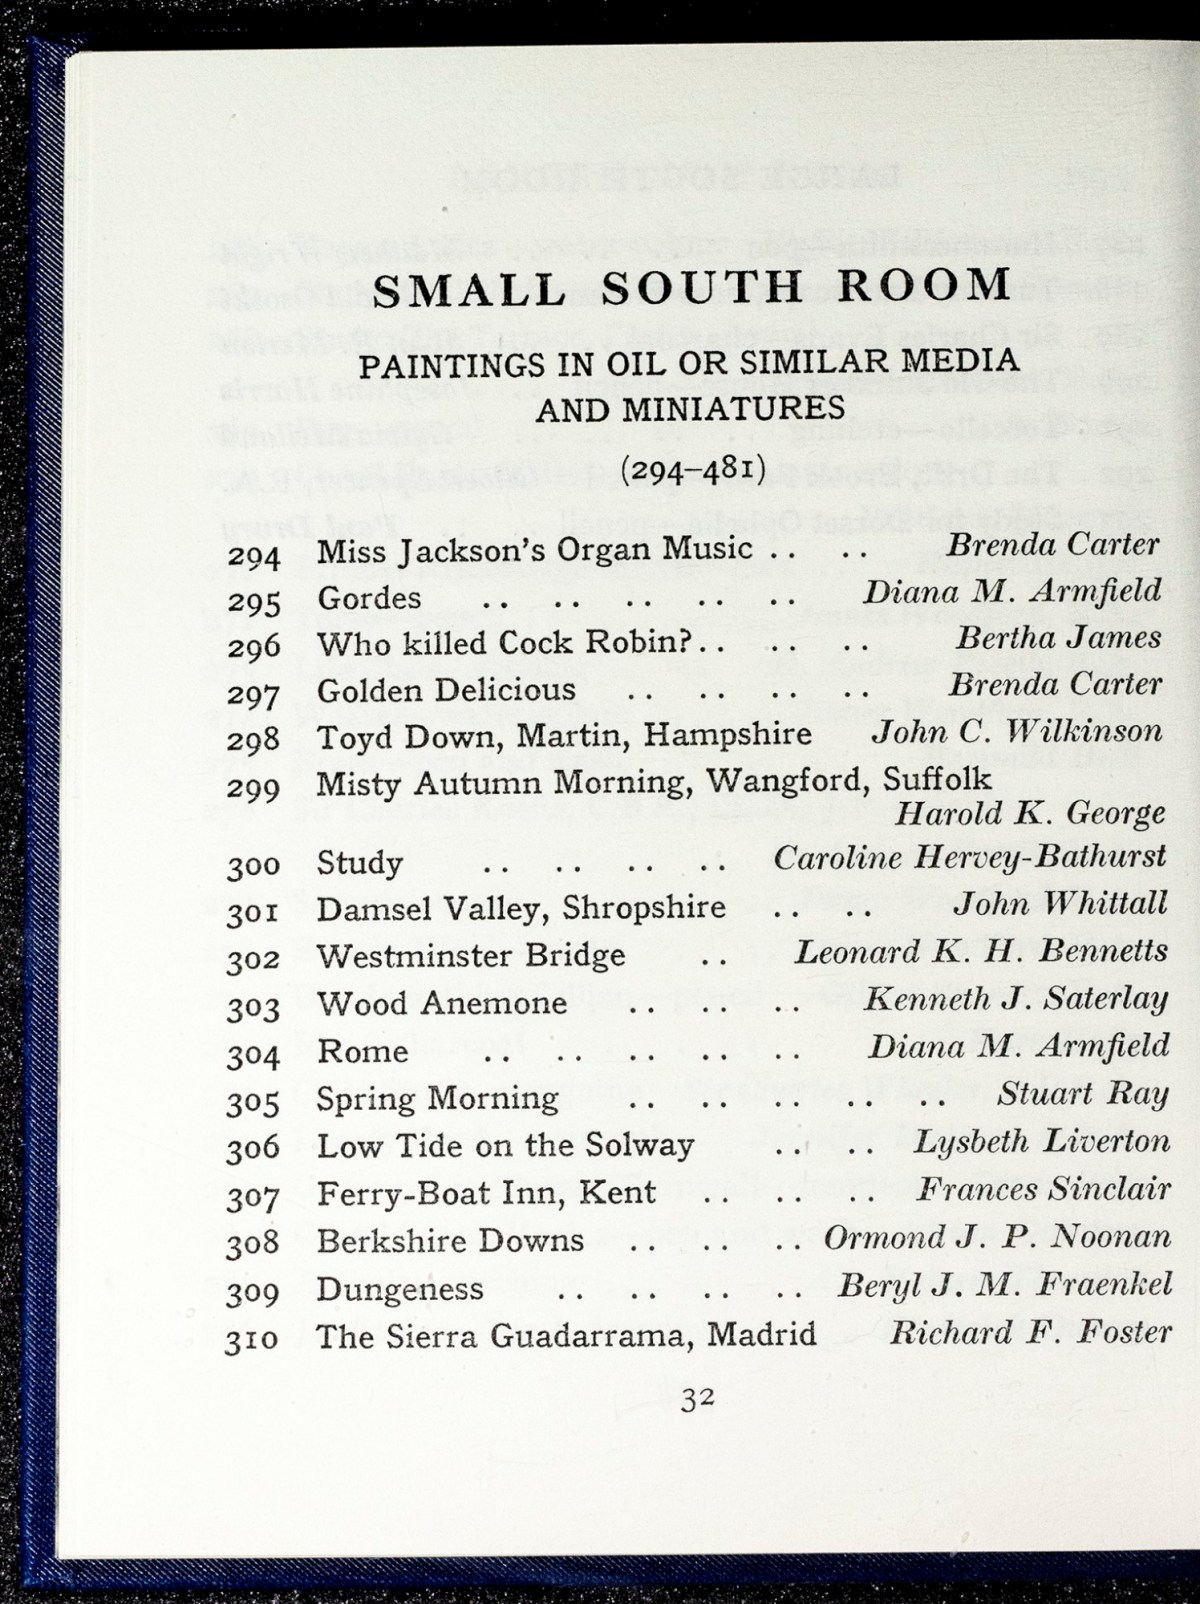 SMALL SOUTH ROOM
PAINTINGS IN OIL OR SIMILAR MEDIA
AND MINIATURES
(294–481)
294 Miss Jackson's Organ Music .. .. Brenda Carter
295 Gordes .. .. .. .. .. Diana M. Armfield
296 Who killed Cock Robin? .. .. .. Bertha James
297 Golden Delicious .. .. .. .. Brenda Carter
298 Toyd Down, Martin, Hampshire John C. Wilkinson
299 Misty Autumn Morning, Wangford, Suffolk
Harold K. George
300 Study .. .. .. .. Caroline Hervey-Bathurst
301 Damsel Valley, Shropshire .. .. John Whittall
302 Westminster Bridge .. Leonard K. H. Bennetts
303 Wood Anemone .. .. .. Kenneth J. Saterlay
304 Rome .. .. .. .. .. Diana M. Armfield
305 Spring Morning .. .. .. .. .. Stuart Ray
306 Low Tide on the Solway .. .. Lysbeth Liverton
307 Ferry-Boat Inn, Kent .. .. .. Frances Sinclair
308 Berkshire Downs .. .. .. Ormond J. P. Noonan
309 Dungeness .. .. .. .. Beryl J. M. Fraenkel
310 The Sierra Guadarrama, Madrid Richard F. Foster
32